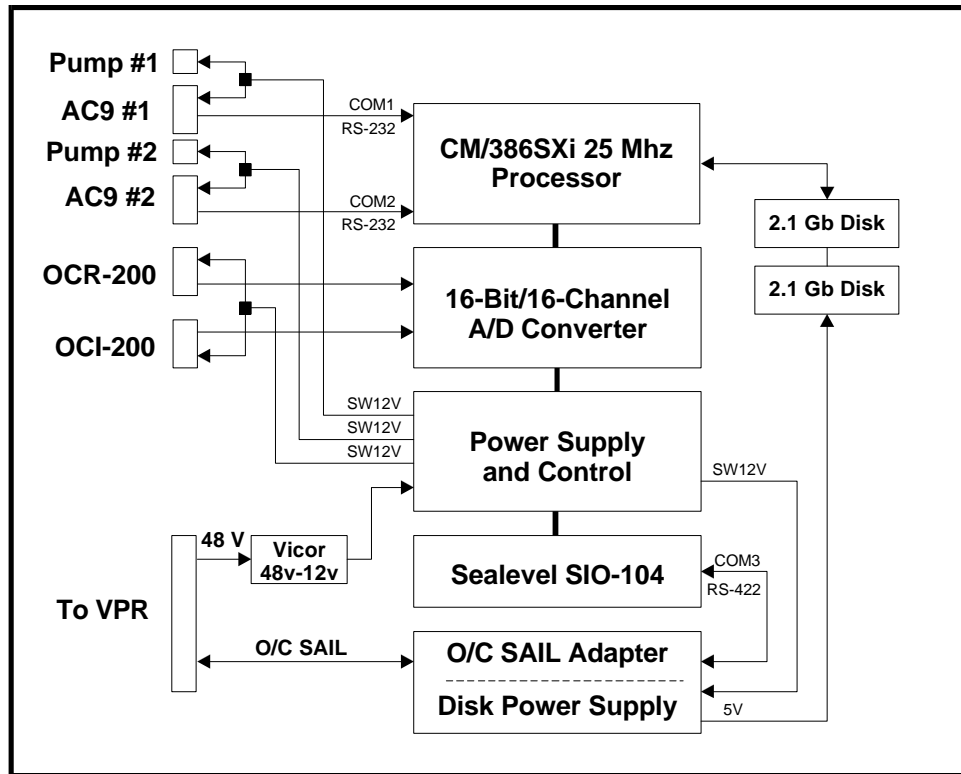 Pump #1
AC9 #1
Pump #2
AC9 #2
OCR-200
OCI-200
COM1
RS-232
COM2
RS-232
CM/386SXi 25 Mhz
Processor
2.1 Gb Disk
2.1 Gb Disk
16-Bit/16-Channel
A/D Converter
SW12V
SW12V
SW12V
Power Supply
and Control
SW12V
48 V
Vicor
48v-12v
To VPR
Sealevel SIO-104
COM3
RS-422
O/C SAIL
O/C SAIL Adapter
Disk Power Supply
5V